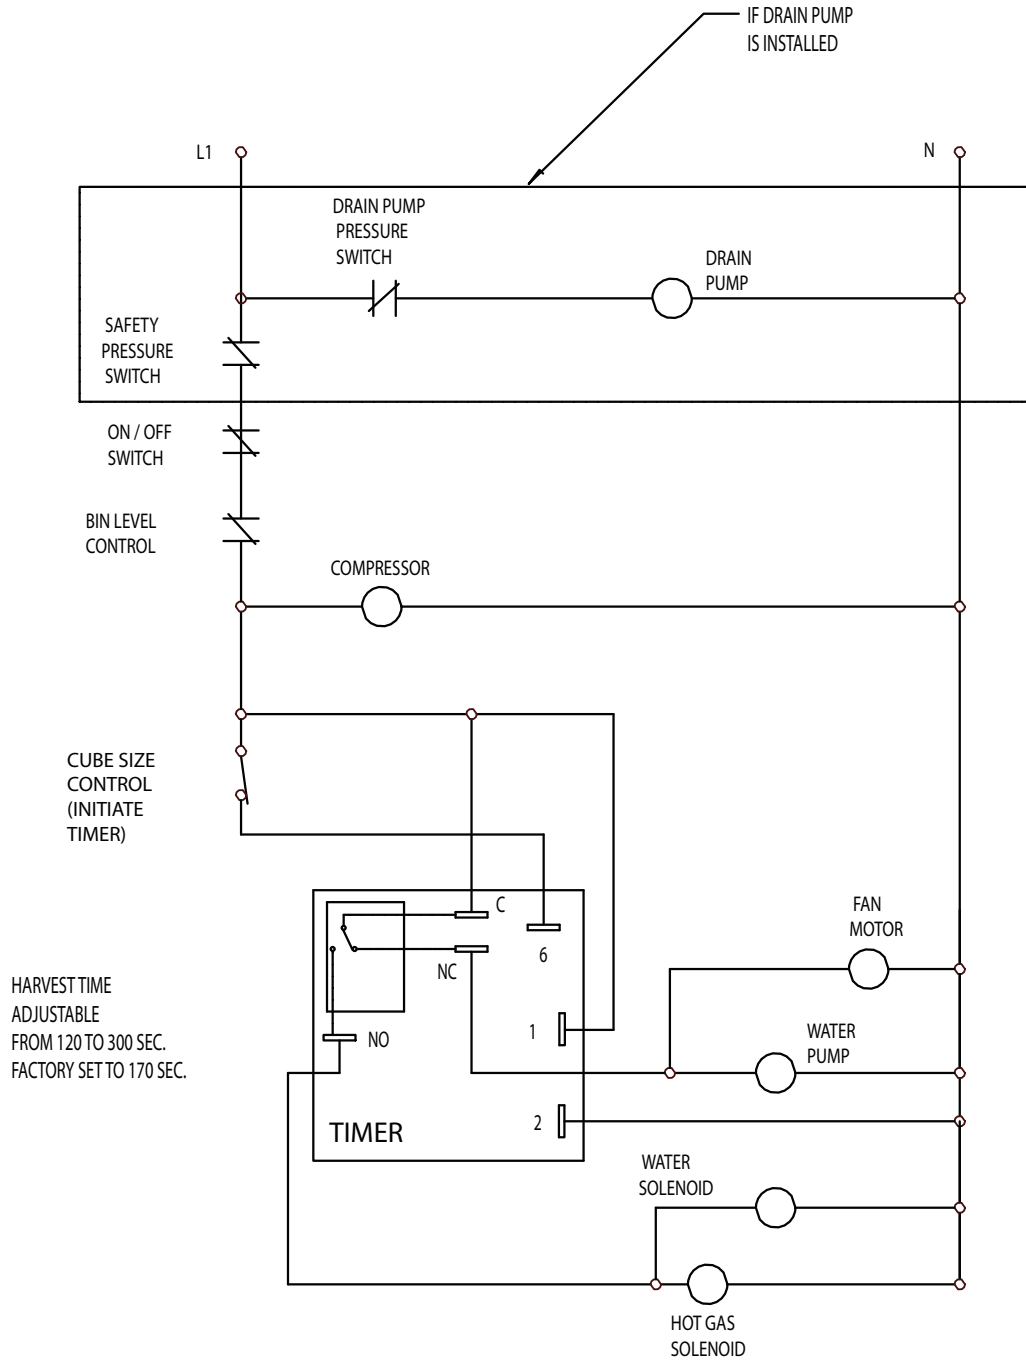 IF DRAIN PUMP
IS INSTALLED
L1
N
DRAIN PUMP
PRESSURE
SWITCH
DRAIN
PUMP
SAFETY
PRESSURE
SWITCH
ON / OFF
SWITCH
BIN LEVEL
CONTROL
COMPRESSOR
CUBE SIZE
CONTROL
(INITIATE
TIMER)
C
6
NC
FAN
MOTOR
HARVEST TIME
ADJUSTABLE
FROM 120 TO 300 SEC.
FACTORY SET TO 170 SEC.
NO
1
WATER
PUMP
2
TIMER
WATER
SOLENOID
HOT GAS
SOLENOID